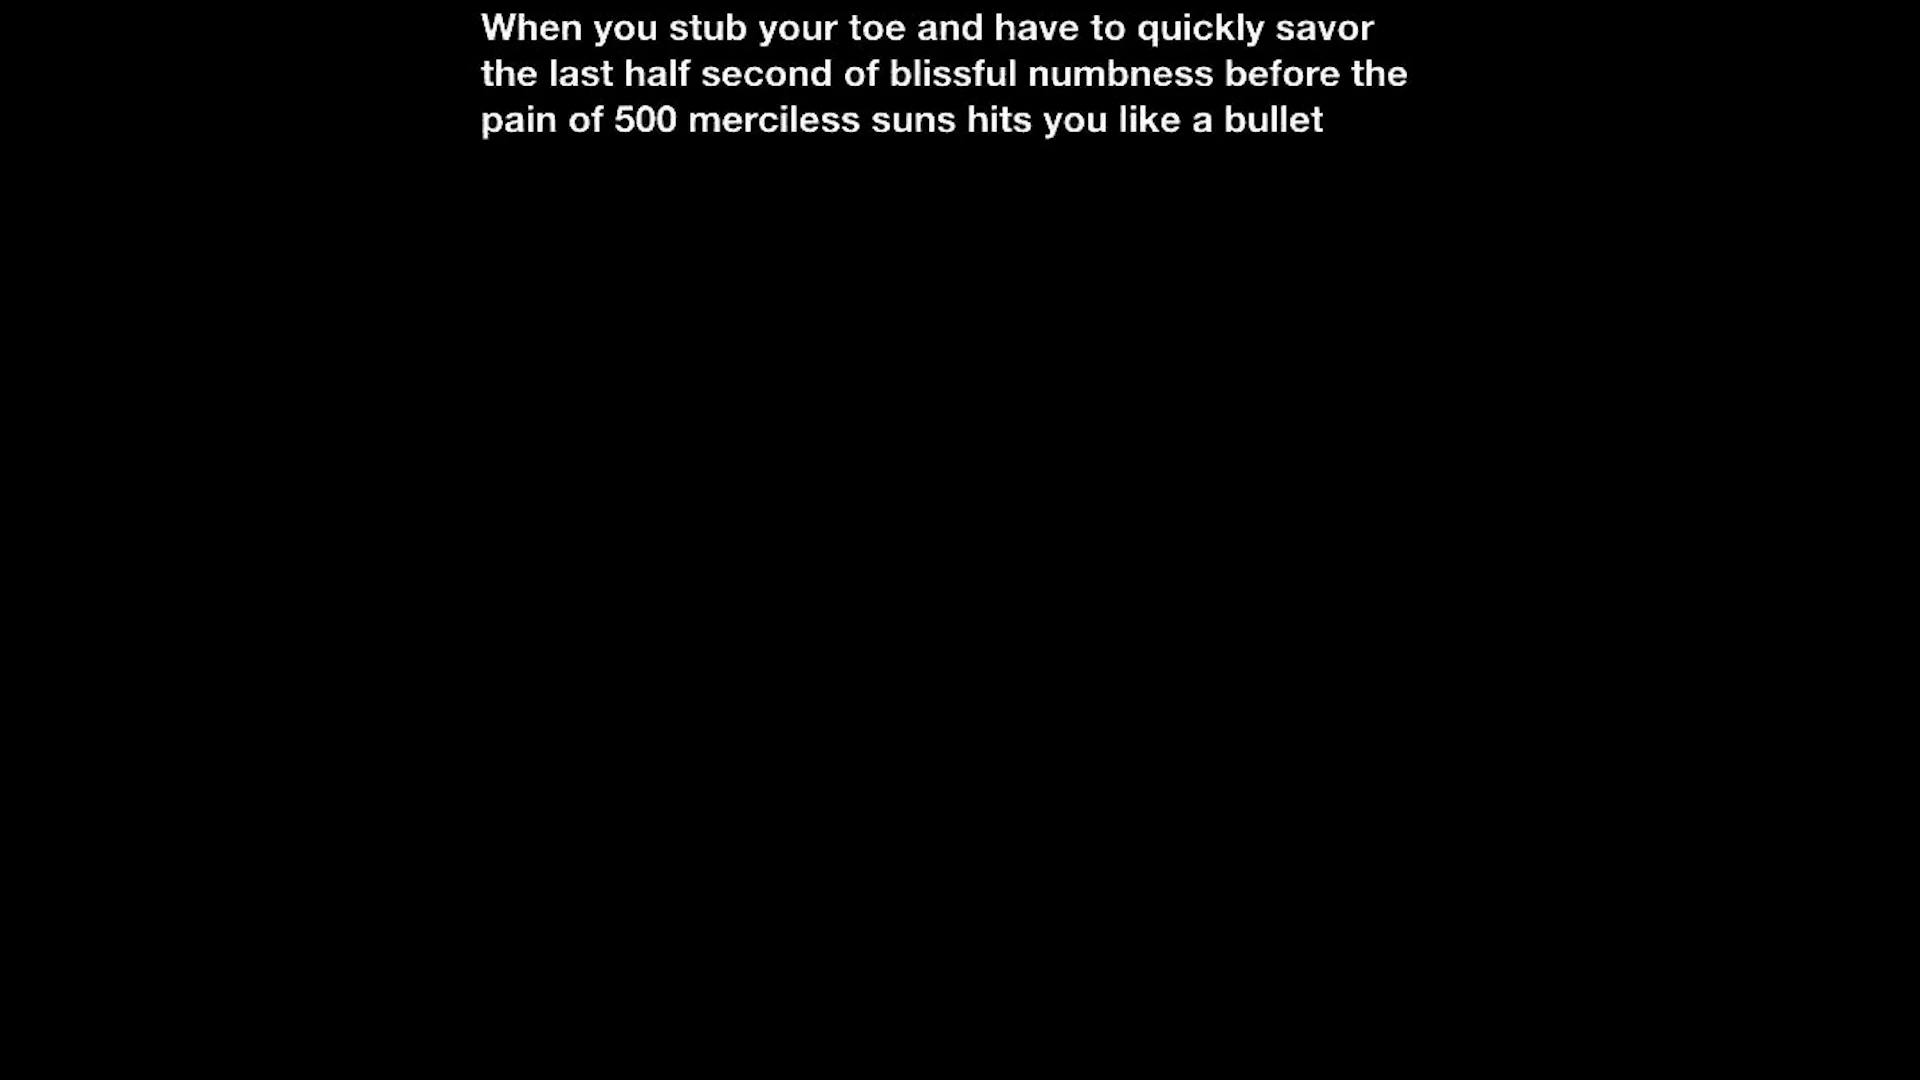 When you stub your toe and have to quickly savor
the last half second of blissful numbness before the
pain of 500 merciless suns hits you like a bullet